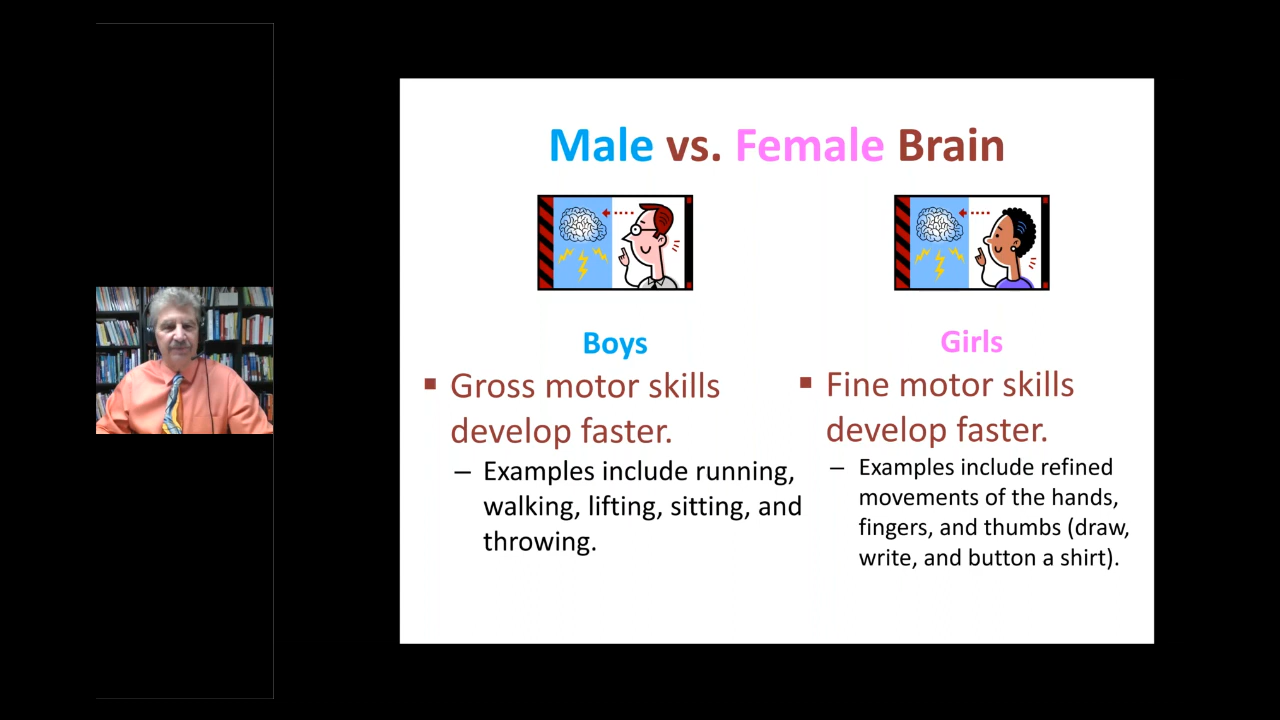 Male vs. Female Brain
Boys
▪ Gross motor skills
develop faster.
– Examples include running,
walking, lifting, sitting, and
throwing.
Girls
▪ Fine motor skills
develop faster.
– Examples include refined
movements of the hands,
fingers, and thumbs (draw,
write, and button a shirt).